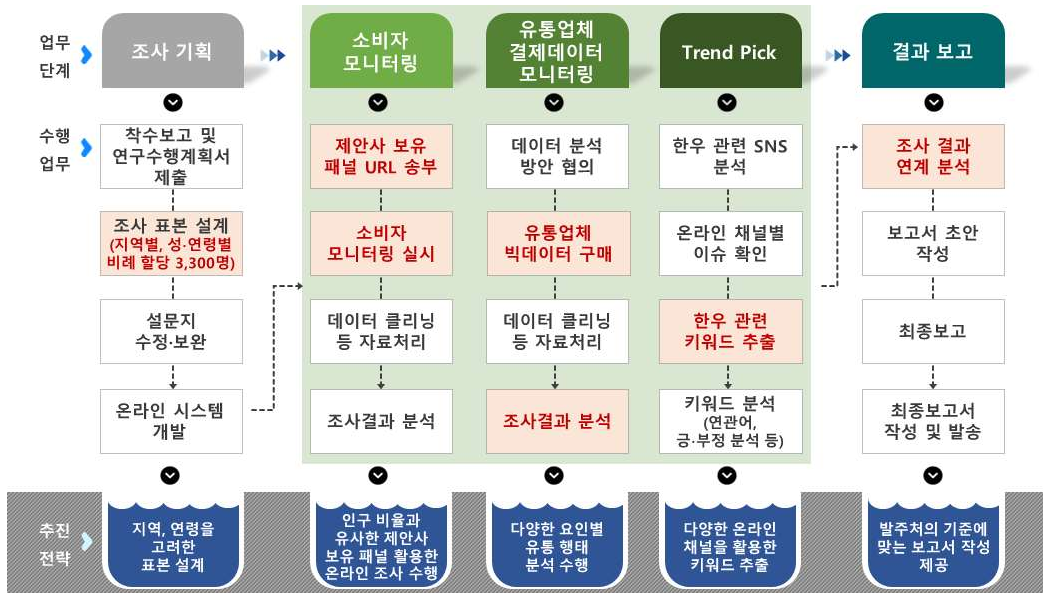 업무
단계
조사 기획
소비자
모니터링
유통업체
결제데이터
모니터링
Trend Pick
결과 보고
수행
업무
착수보고 및
연구수행계획서
제출
조사 표본 설계
(지역별, 성·연령별
비례 할당 3,300명)
설문지
수정·보완
온라인 시스템
개발
제안사 보유
패널 URL 송부
소비자
모니터링 실시
데이터 클리닝
등 자료처리
조사결과 분석
데이터 분석
방안 협의
유통업체
빅데이터 구매
데이터 클리닝
등 자료처리
조사결과 분석
한우 관련 SNS
분석
온라인 채널별
이슈 확인
한우 관련
키워드 추출
키워드 분석
(연관어,
긍·부정 분석 등)
조사 결과
연계 분석
보고서 초안
작성
최종보고
최종보고서
작성 및 발송
추진
전략
지역, 연령을
고려한
표본 설계
인구 비율과
유사한 제안사
보유 패널 활용한
온라인 조사 수행
다양한 요인별
유통 행태
분석 수행
다양한 온라인
채널을 활용한
키워드 추출
발주처의 기준에
맞는 보고서 작성
제공